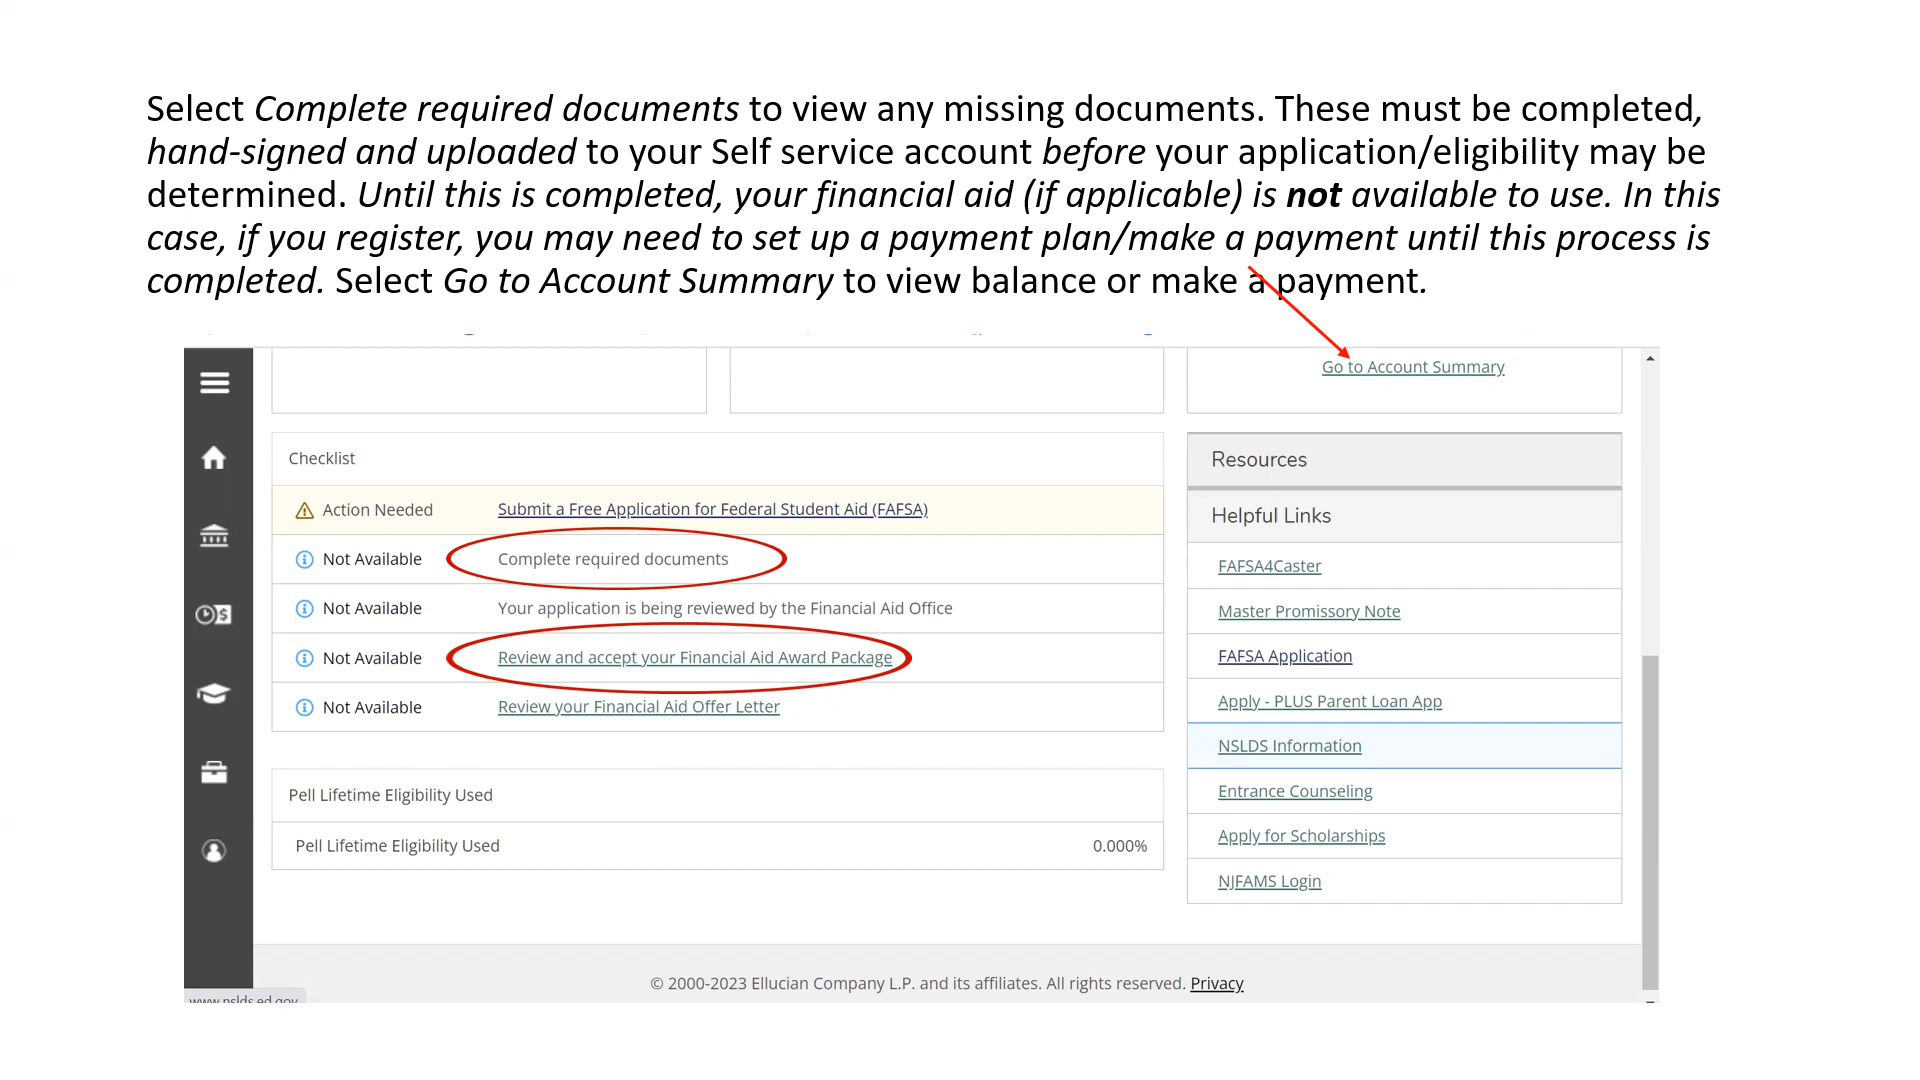 Select Complete required documents to view any missing documents. These must be completed,
hand-signed and uploaded to your Self service account before your application/eligibility may be
determined. Until this is completed, your financial aid (if applicable) is not available to use. In this
case, if you register, you may need to set up a payment plan/make a payment until this process is
completed. Select Go to Account Summary to view balance or make a payment.
Go to Account Summary
Checklist
Action Needed Submit a Free Application for Federal Student Aid (FAFSA)
Not Available Complete required documents
Not Available Your application is being reviewed by the Financial Aid Office
Not Available Review and accept your Financial Aid Award Package
Not Available Review your Financial Aid Offer Letter
Pell Lifetime Eligibility Used
Pell Lifetime Eligibility Used 0.000%
Resources
Helpful Links
FAFSA4Caster
Master Promissory Note
FAFSA Application
Apply - PLUS Parent Loan App
NSLDS Information
Entrance Counseling
Apply for Scholarships
NJFAMS Login
© 2000-2023 Ellucian Company L.P. and its affiliates. All rights reserved. Privacy
www.nslds.ed.gov